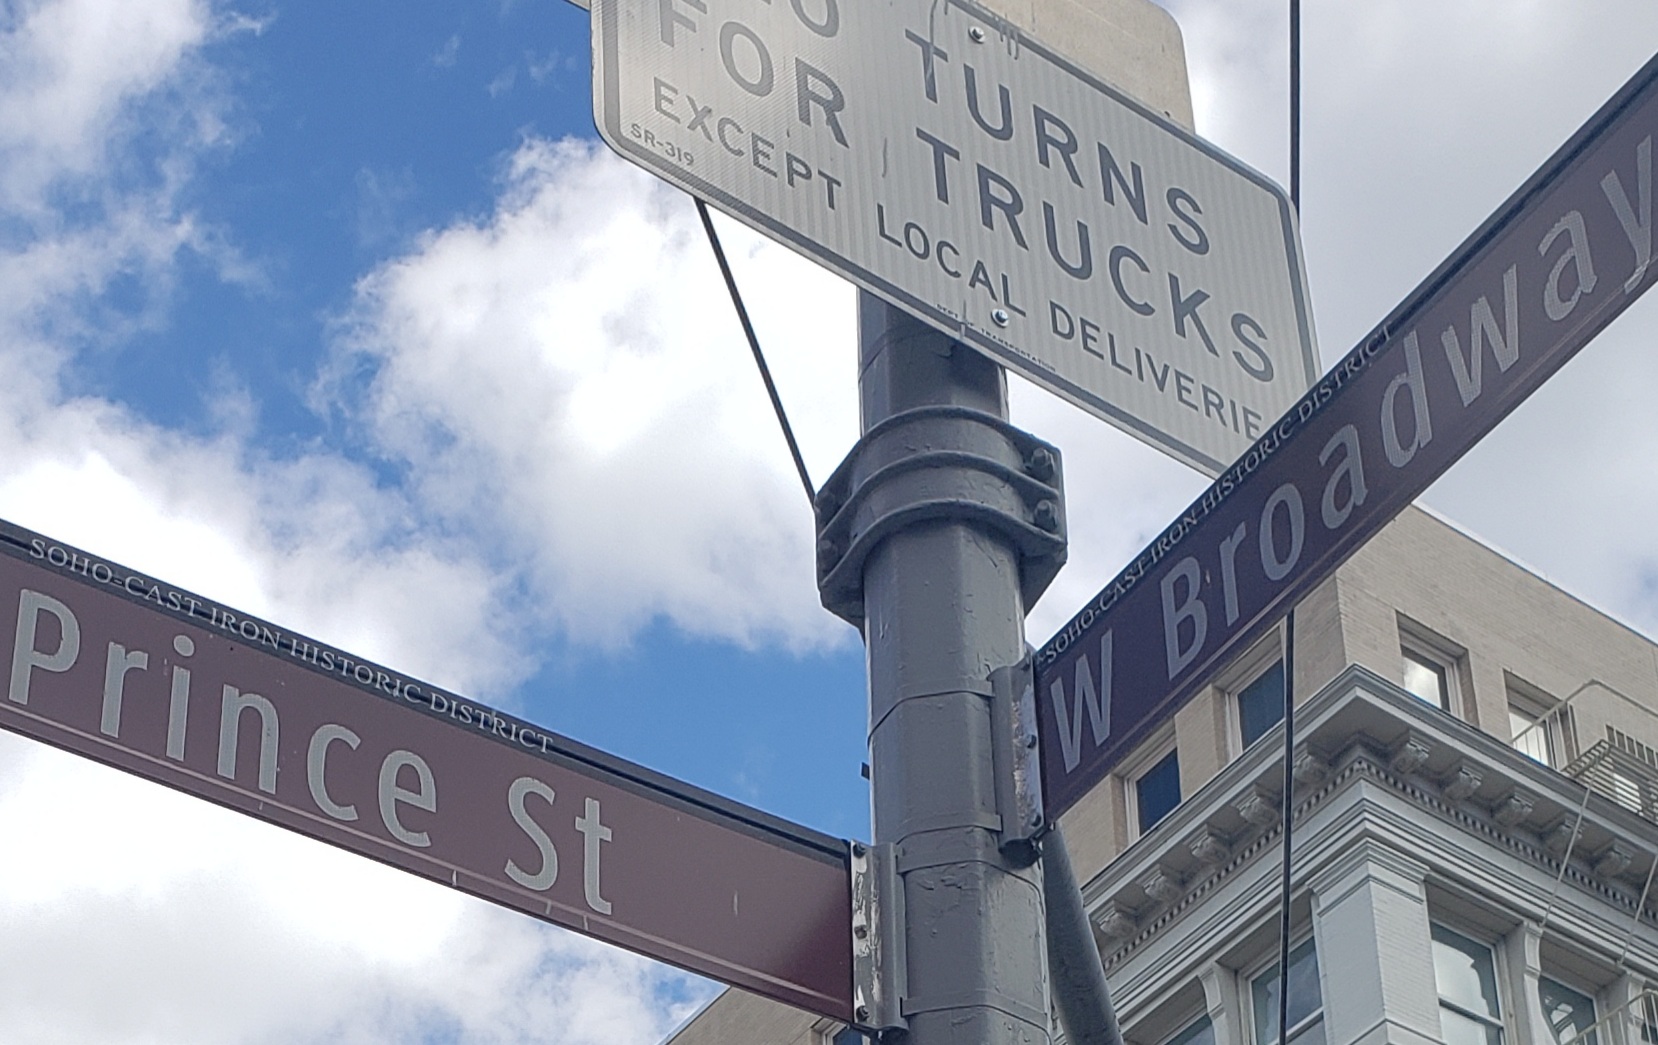 TURNS
FOR TRUCKS
EXCEPT LOCAL DELIVERIE
SR-319
SOHO-CAST IRON HISTORIC DISTRICT
W Broadway
SOHO-CAST IRON HISTORIC DISTRICT
Prince St